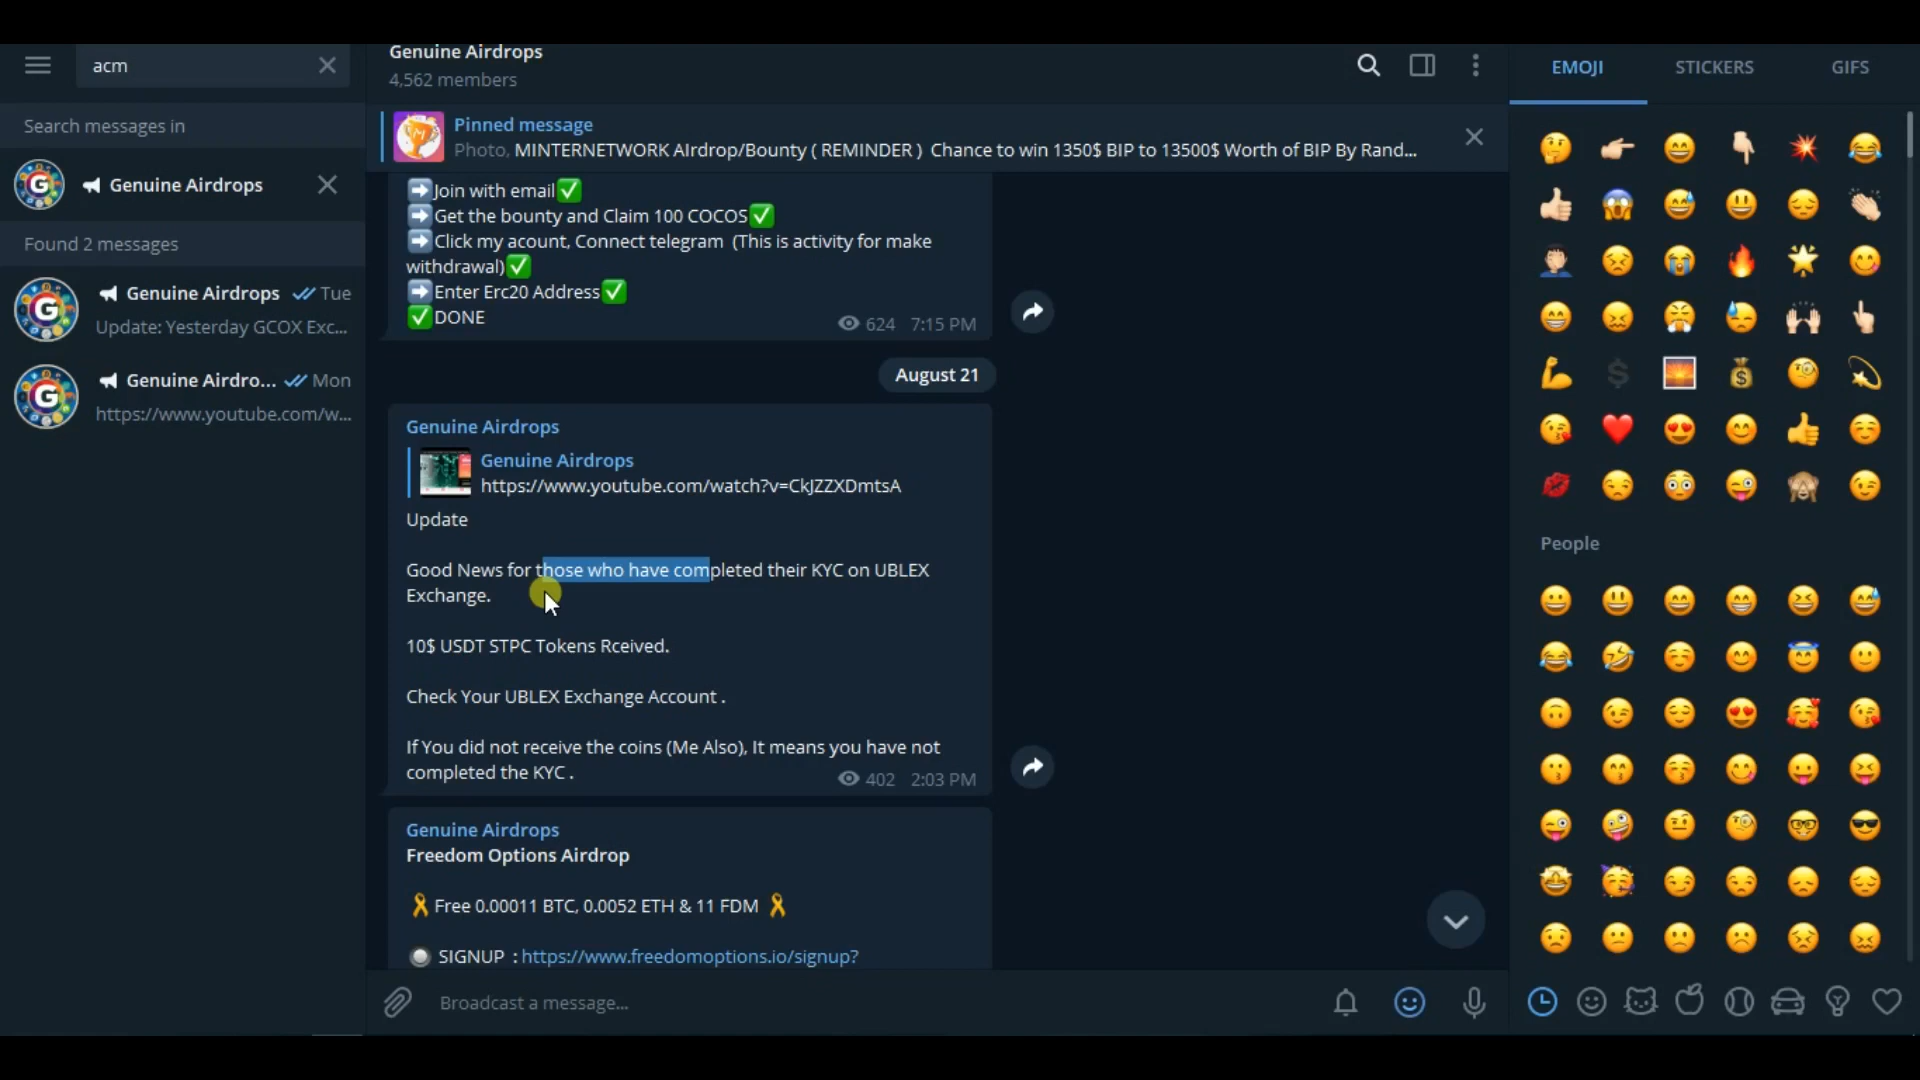 acm
Search messages in
Genuine Airdrops
Found 2 messages
Genuine Airdrops Tue
Update: Yesterday GCOX Exc...
Genuine Airdro... Mon
https://www.youtube.com/w...
Genuine Airdrops
4,562 members
Pinned message
Photo, MINTERNETWORK AIrdrop/Bounty ( REMINDER ) Chance to win 1350$ BIP to 13500$ Worth of BIP By Rand...
➡Join with email✅
➡Get the bounty and Claim 100 COCOS✅
➡Click my acount, Connect telegram (This is activity for make
withdrawal)✅
➡Enter Erc20 Address✅
✅DONE
624 7:15 PM
August 21
Genuine Airdrops
Genuine Airdrops
https://www.youtube.com/watch?v=CkJZZXDmtsA
Update
Good News for those who have completed their KYC on UBLEX
Exchange.
10$ USDT STPC Tokens Rceived.
Check Your UBLEX Exchange Account .
If You did not receive the coins (Me Also), It means you have not
completed the KYC .
402 2:03 PM
Genuine Airdrops
Freedom Options Airdrop
🎗Free 0.00011 BTC, 0.0052 ETH & 11 FDM 🎗
🔘 SIGNUP : https://www.freedomoptions.io/signup?
Broadcast a message...
EMOJI STICKERS GIFS
People